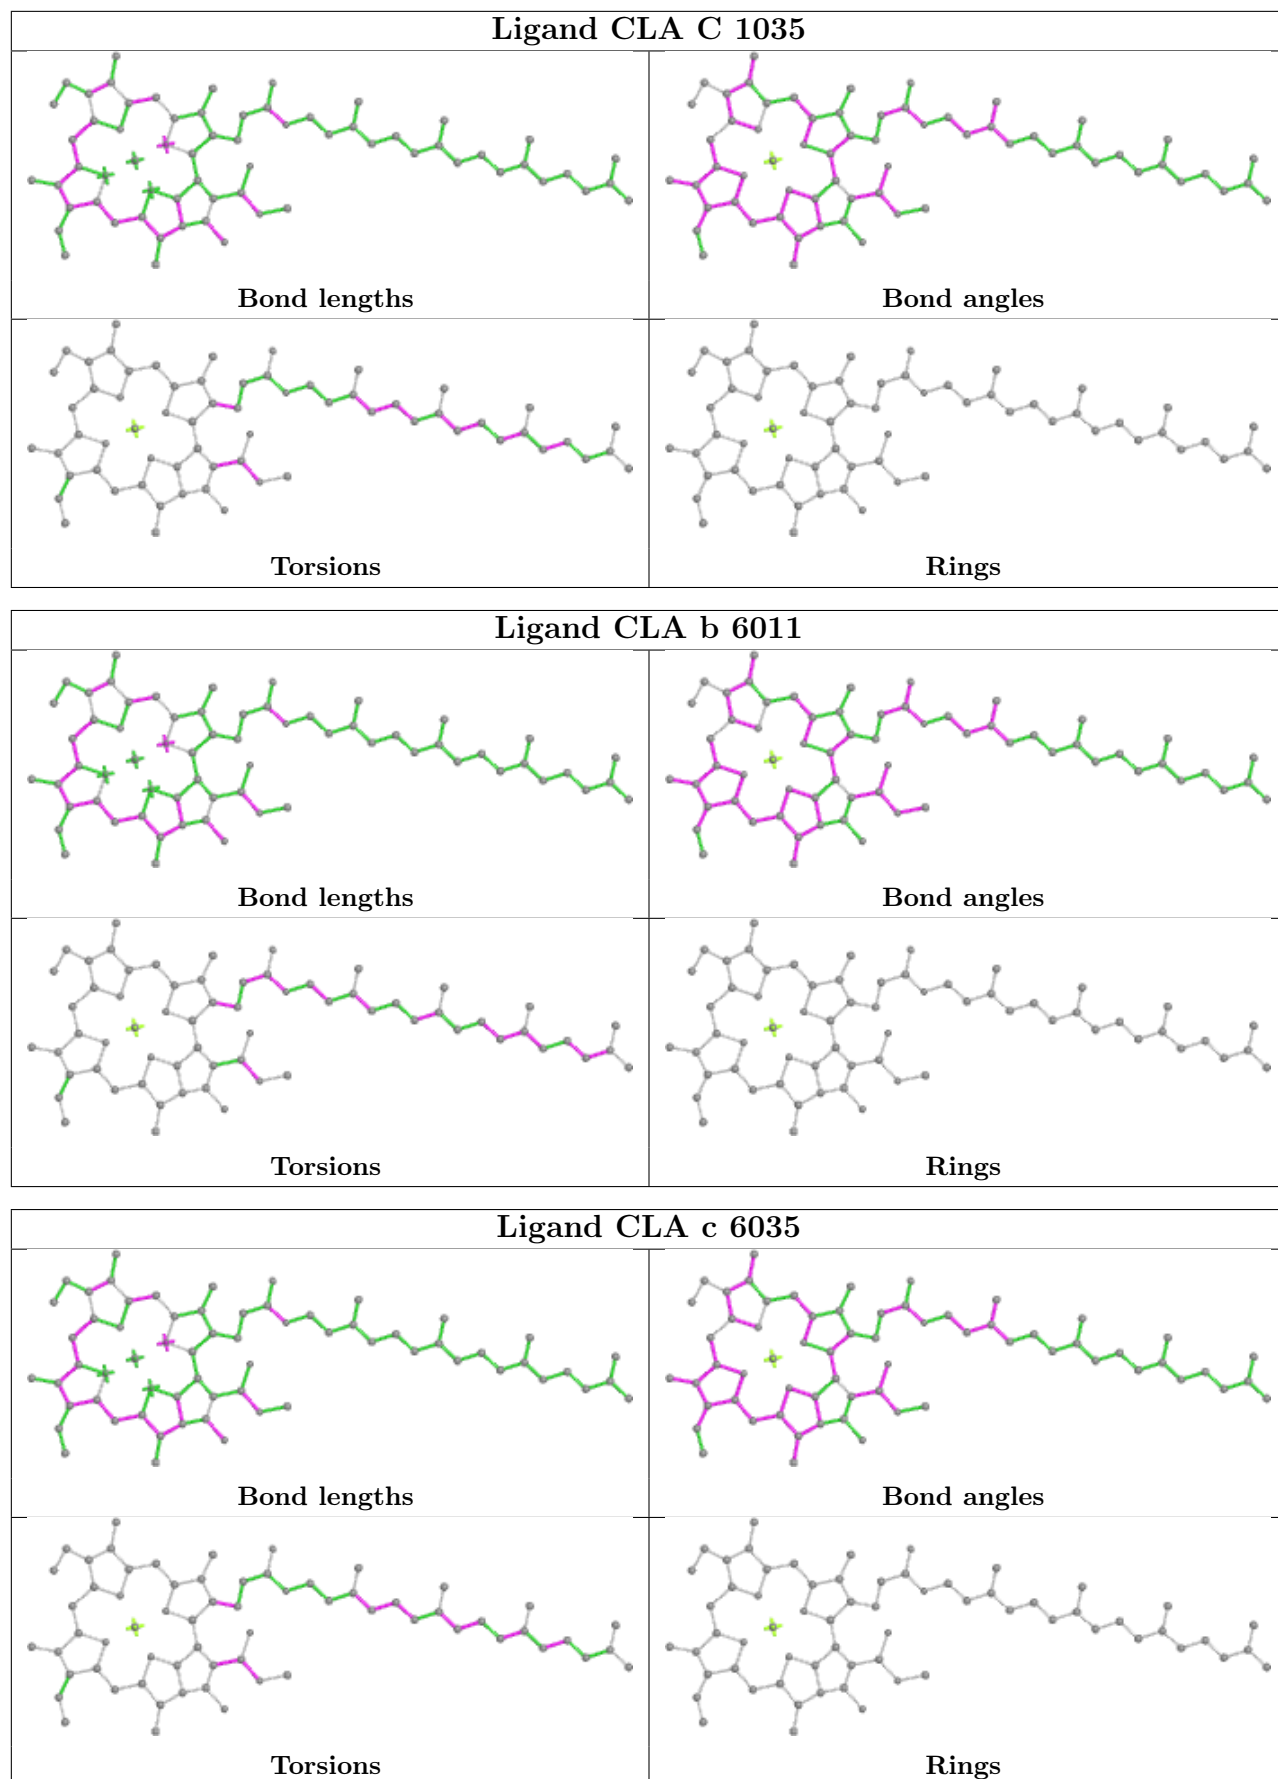 Ligand CLA C 1035
Bond lengths
Bond angles
Torsions
Rings
Ligand CLA b 6011
Bond lengths
Bond angles
Torsions
Rings
Ligand CLA c 6035
Bond lengths
Bond angles
Torsions
Rings